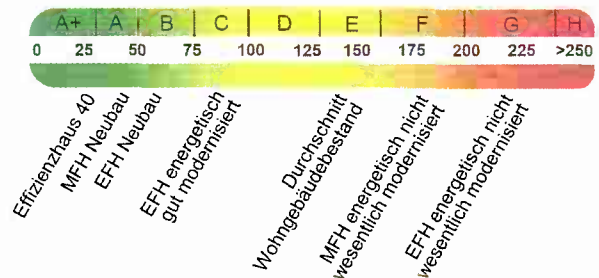 A+ A B C D E F G H
0 25 50 75 100 125 150 175 200 225 >250
Effizienzhaus 40
MFH Neubau
EFH Neubau
EFH energetisch
gut modernisiert
Durchschnitt
Wohngebäudebestand
MFH energetisch nicht
wesentlich modernisiert
EFH energetisch nicht
wesentlich modernisiert